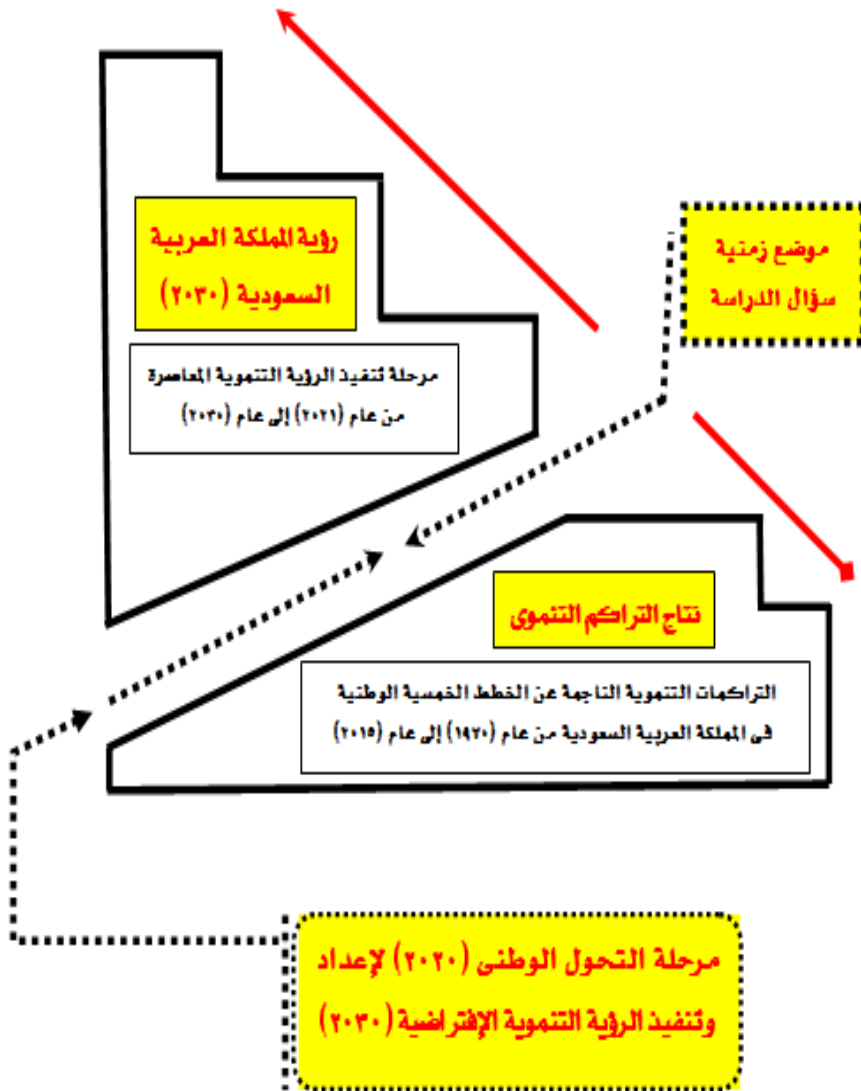 رؤية المملكة العربية
السعودية (٢٠٣٠)
مرحلة تنفيذ الرؤية التنموية المعاصرة
من عام (٢٠٢١) إلى عام (٢٠٣٠)
موضع زمنية
سؤال الدراسة
نتاج التراكم التنموى
التراكمات التنموية الناجمة عن الخطط الخمسية الوطنية
فى المملكة العربية السعودية من عام (١٩٧٠) إلى عام (٢٠١٥)
مرحلة التحول الوطنى (٢٠٢٠) لإعداد
وتنفيذ الرؤية التنموية الإفتراضية (٢٠٣٠)